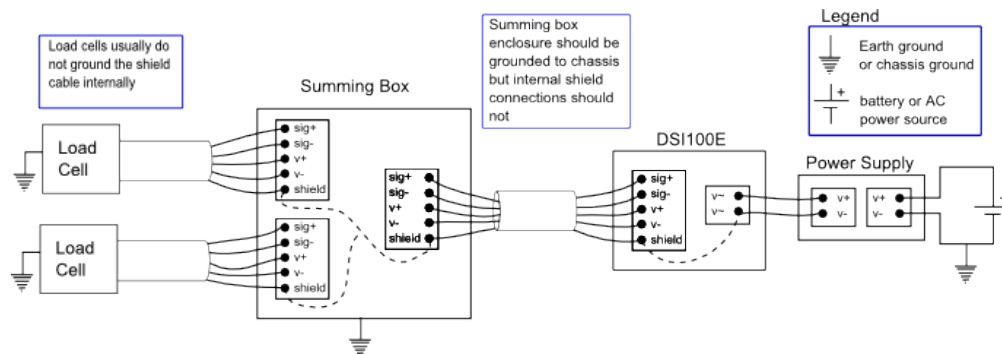 Load cells usually do
not ground the shield
cable internally
Summing box
enclosure should be
grounded to chassis
but internal shield
connections should
not
Legend
Earth ground
or chassis ground
+
battery or AC
power source
Summing Box
DSI100E
Power Supply
Load
Cell
sig+
sig-
v+
v-
shield
Load
Cell
sig+
sig-
v+
v-
shield
sig+
sig-
v+
v-
shield
sig+
sig-
v+
v-
shield
v~
v~
v+
v-
v+
v-
+